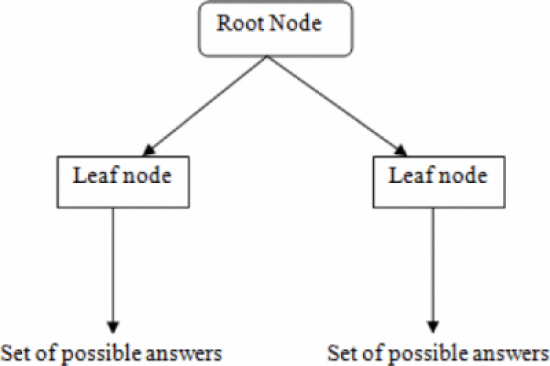 Root Node
Leaf node
Leaf node
Set of possible answers
Set of possible answers